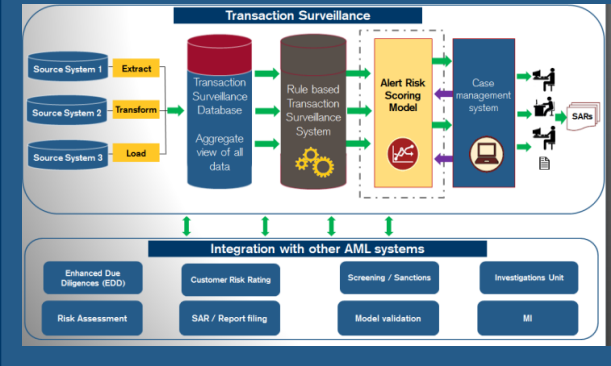 Transaction Surveillance
Source System 1
Extract
Source System 2
Transform
Source System 3
Load
Transaction
Surveillance
Database
Aggregate
view of all
data
Rule based
Transaction
Surveillance
System
Alert Risk
Scoring
Model
Case
management
system
SARs
Integration with other AML systems
Enhanced Due
Diligences (EDD)
Customer Risk Rating
Screening / Sanctions
Investigations Unit
Risk Assessment
SAR / Report filing
Model validation
MI